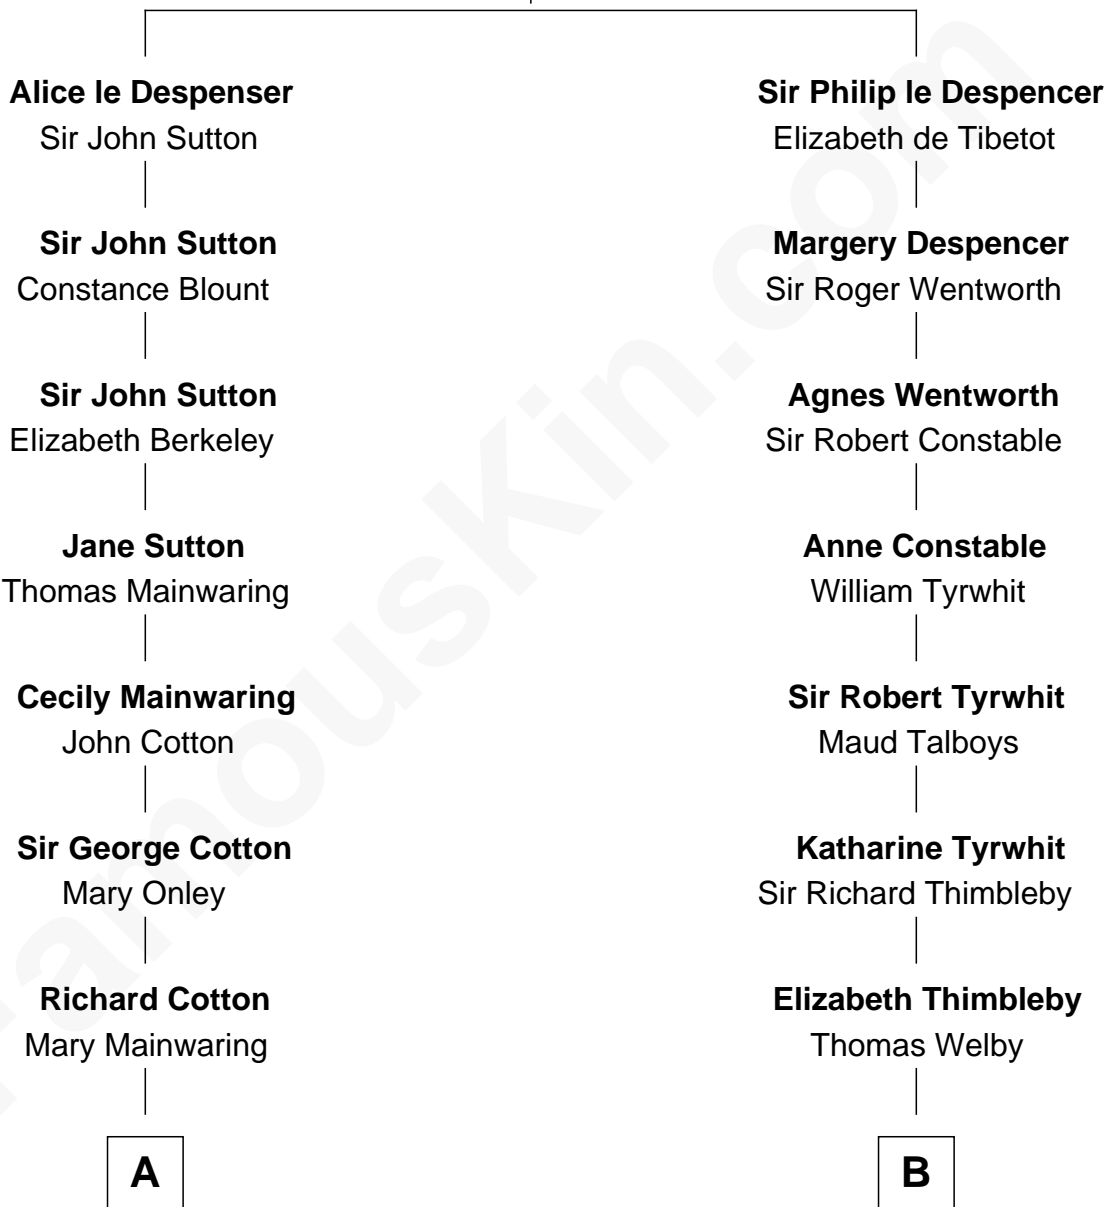 Alice le Despenser
Sir John Sutton
Sir John Sutton
Constance Blount
Sir John Sutton
Elizabeth Berkeley
Jane Sutton
Thomas Mainwaring
Cecily Mainwaring
John Cotton
Sir George Cotton
Mary Onley
Richard Cotton
Mary Mainwaring
A
Sir Philip le Despencer
Elizabeth de Tibetot
Margery Despencer
Sir Roger Wentworth
Agnes Wentworth
Sir Robert Constable
Anne Constable
William Tyrwhit
Sir Robert Tyrwhit
Maud Talboys
Katharine Tyrwhit
Sir Richard Thimbleby
Elizabeth Thimbleby
Thomas Welby
B
FamousKin.com